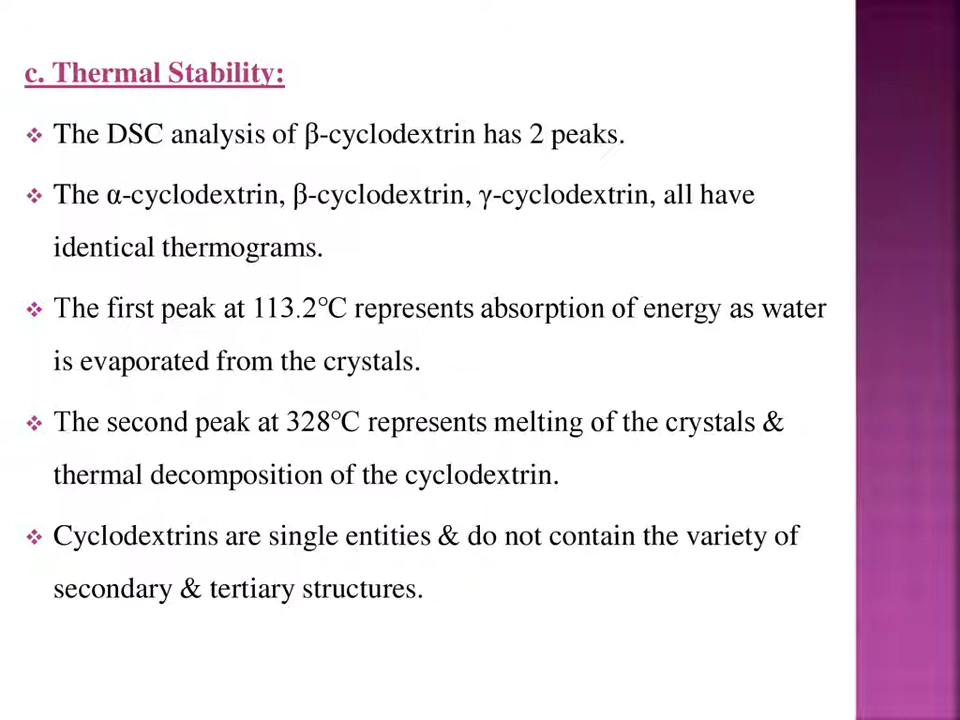 c. Thermal Stability:
❖ The DSC analysis of β-cyclodextrin has 2 peaks.
❖ The α-cyclodextrin, β-cyclodextrin, γ-cyclodextrin, all have
identical thermograms.
❖ The first peak at 113.2°C represents absorption of energy as water
is evaporated from the crystals.
❖ The second peak at 328°C represents melting of the crystals &
thermal decomposition of the cyclodextrin.
❖ Cyclodextrins are single entities & do not contain the variety of
secondary & tertiary structures.